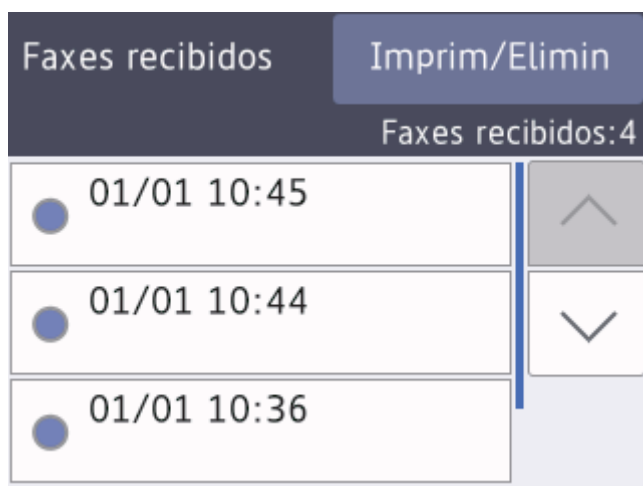 Faxes recibidos
Imprim/Elimin
Faxes recibidos:4
01/01 10:45
01/01 10:44
01/01 10:36